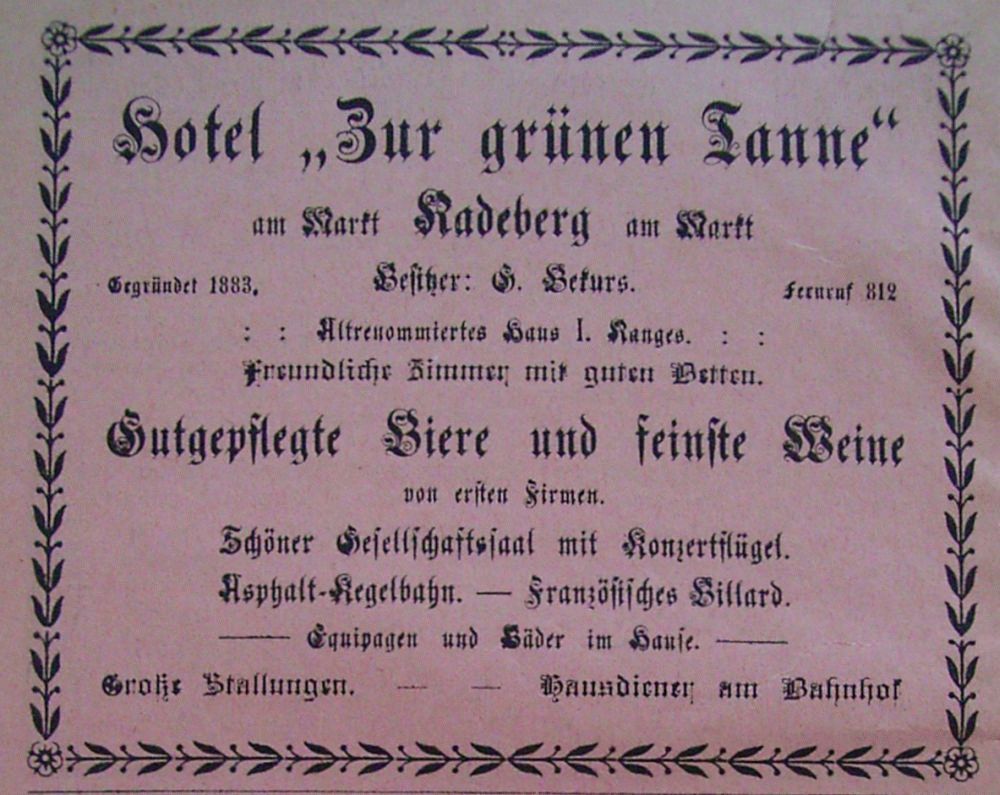 Hotel „Zur grünen Tanne“
am Markt Radeberg am Markt
Gegründet 1883. Besitzer: G. Bekurs. Fernruf 812
: : Altrenommiertes Haus I. Ranges. : :
Freundliche Zimmer mit guten Betten.
Gutgepflegte Biere und feinste Weine
von ersten Firmen.
Schöner Gesellschaftssaal mit Konzertflügel.
Asphalt-Kegelbahn. — Französisches Billard.
— Equipagen und Bäder im Hause. —
Große Stallungen. — — Hausdiener am Bahnhof